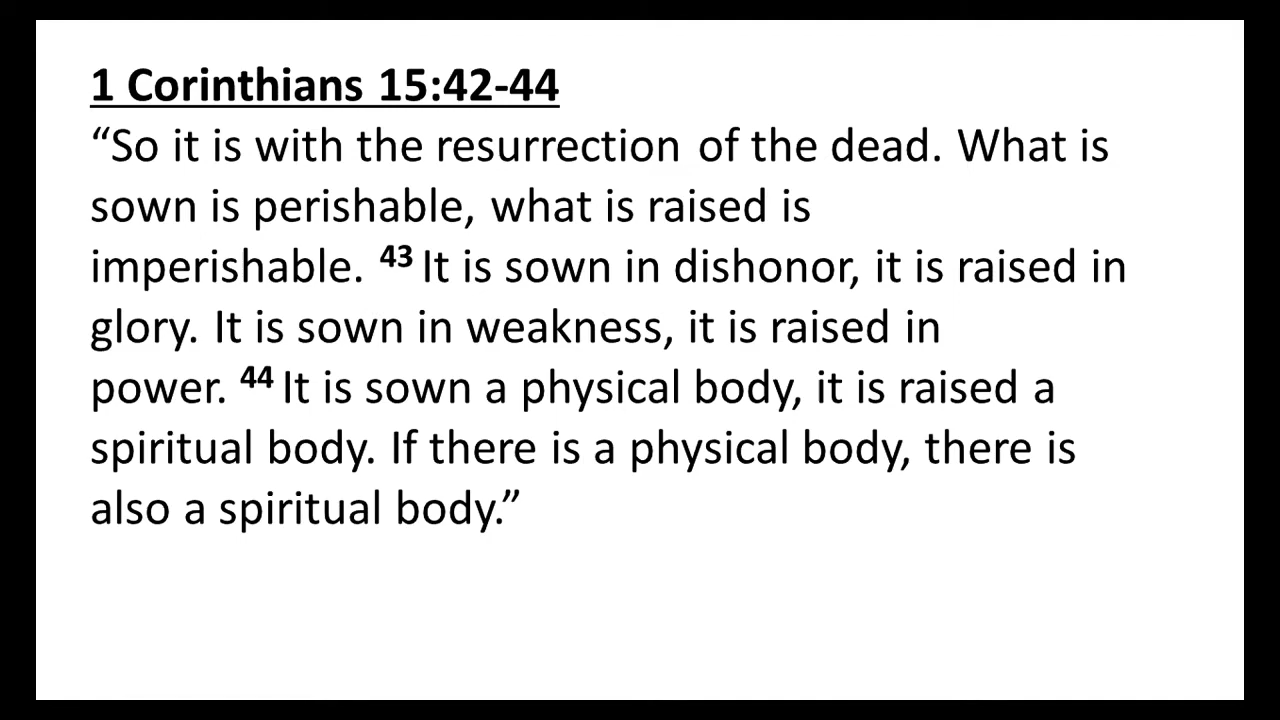 1 Corinthians 15:42-44
“So it is with the resurrection of the dead. What is
sown is perishable, what is raised is
imperishable. 43 It is sown in dishonor, it is raised in
glory. It is sown in weakness, it is raised in
power. 44 It is sown a physical body, it is raised a
spiritual body. If there is a physical body, there is
also a spiritual body.”